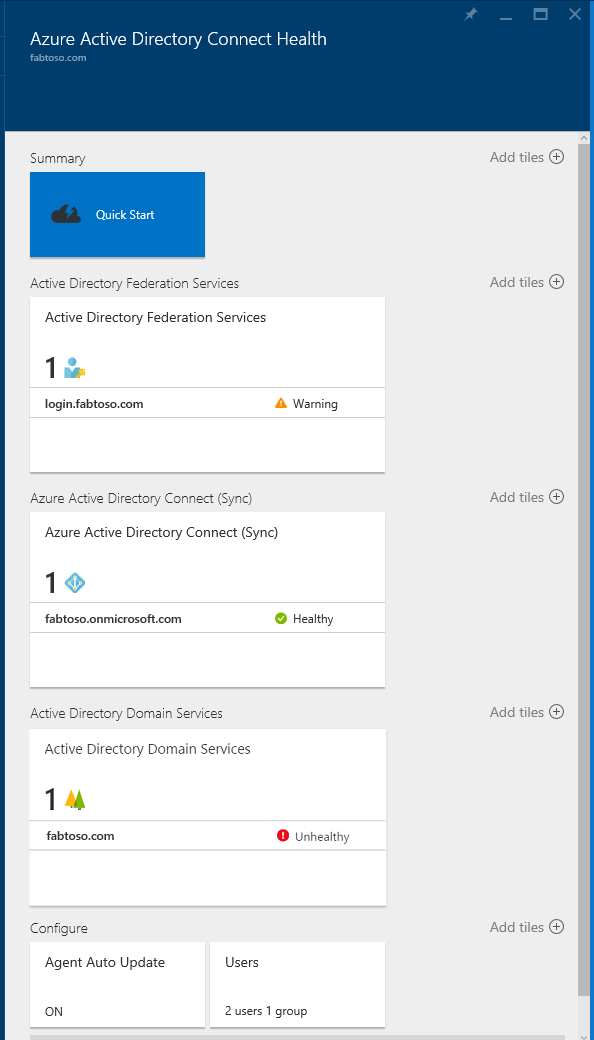 Azure Active Directory Connect Health
fabtoso.com
Summary
Add tiles
Quick Start
Active Directory Federation Services
Add tiles
Active Directory Federation Services
1
login.fabtoso.com
Warning
Azure Active Directory Connect (Sync)
Add tiles
Azure Active Directory Connect (Sync)
1
fabtoso.onmicrosoft.com
Healthy
Active Directory Domain Services
Add tiles
Active Directory Domain Services
1
fabtoso.com
Unhealthy
Configure
Add tiles
Agent Auto Update
ON
Users
2 users 1 group